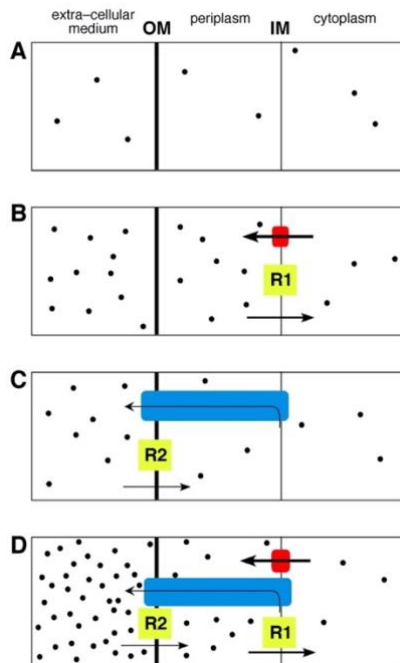 extra–cellular
medium OM periplasm IM cytoplasm
A
B
R1
C
R2
D
R2 R1